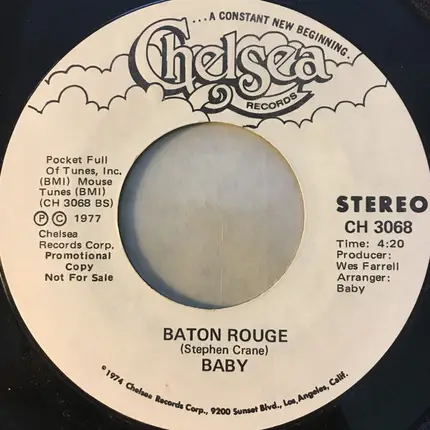 ...A CONSTANT NEW BEGINNING.
Chelsea
RECORDS
Pocket Full
Of Tunes, Inc.
(BMI) Mouse
Tunes (BMI)
(CH 3068 BS)
Ⓟ Ⓒ 1977
Chelsea
Records Corp.
Promotional
Copy
Not For Sale
STEREO
CH 3068
Time: 4:20
Producer:
Wes Farrell
Arranger:
Baby
BATON ROUGE
(Stephen Crane)
BABY
©1974 Chelsea Records Corp., 9200 Sunset Blvd., Los Angeles, Calif.